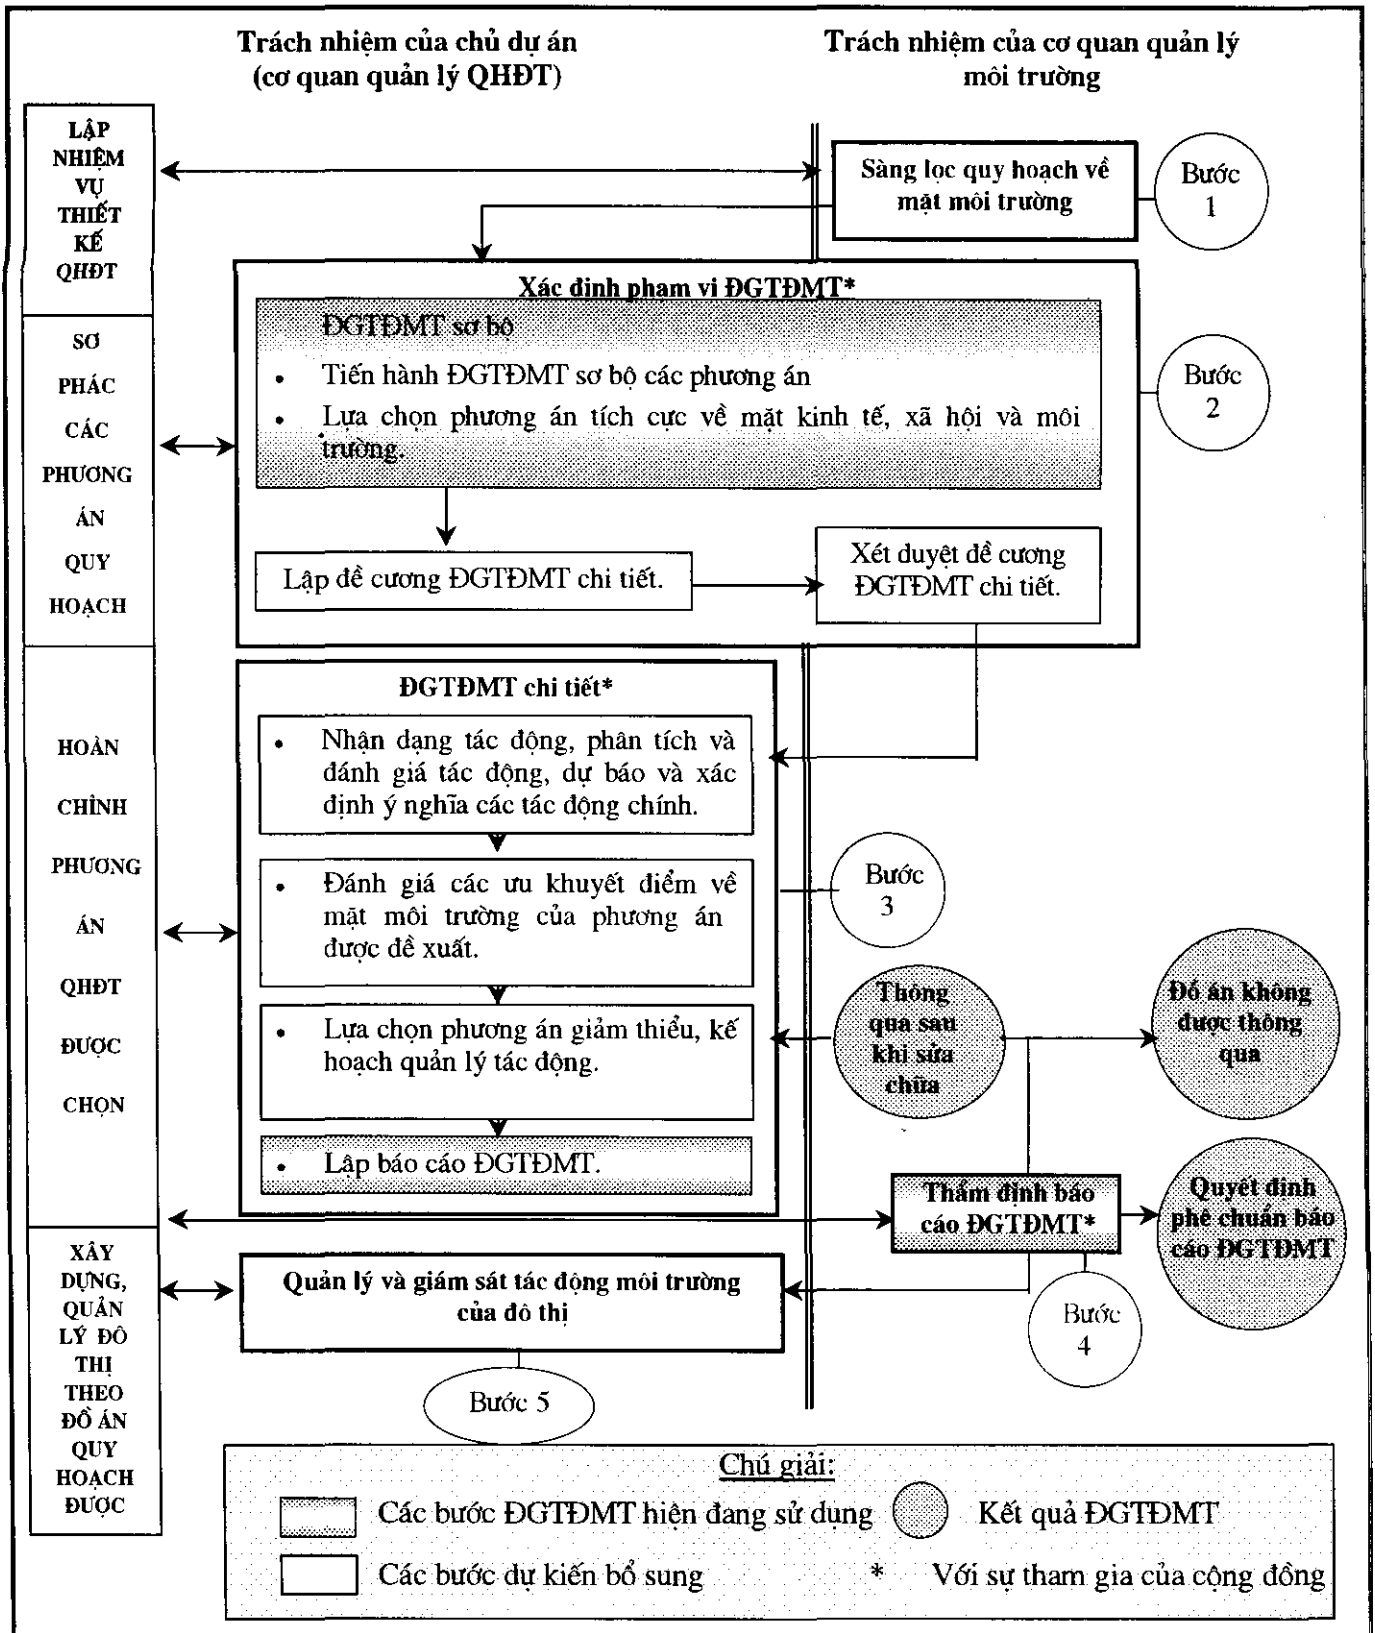 Trách nhiệm của chủ dự án
(cơ quan quản lý QHĐT)
Trách nhiệm của cơ quan quản lý
môi trường
LẬP
NHIỆM
VỤ
THIẾT
KẾ
QHĐT
Sàng lọc quy hoạch về
mặt môi trường
Bước
1
Xác định phạm vi ĐGTĐMT*
SƠ
PHÁC
CÁC
PHƯƠNG
ÁN
QUY
HOẠCH
ĐGTĐMT sơ bộ
• Tiến hành ĐGTĐMT sơ bộ các phương án
• Lựa chọn phương án tích cực về mặt kinh tế, xã hội và môi
trường.
Bước
2
Lập đề cương ĐGTĐMT chi tiết.
Xét duyệt đề cương
ĐGTĐMT chi tiết.
HOÀN
CHỈNH
PHƯƠNG
ÁN
QHĐT
ĐƯỢC
CHỌN
ĐGTĐMT chi tiết*
• Nhận dạng tác động, phân tích và
đánh giá tác động, dự báo và xác
định ý nghĩa các tác động chính.
• Đánh giá các ưu khuyết điểm về
mặt môi trường của phương án
được đề xuất.
Bước
3
• Lựa chọn phương án giảm thiểu, kế
hoạch quản lý tác động.
Thông
qua sau
khi sửa
chữa
Đồ án không
được thông
qua
• Lập báo cáo ĐGTĐMT.
Thẩm định báo
cáo ĐGTĐMT*
Quyết định
phê chuẩn báo
cáo ĐGTĐMT
Bước
4
XÂY
DỰNG,
QUẢN
LÝ ĐÔ
THỊ
THEO
ĐỒ ÁN
QUY
HOẠCH
ĐƯỢC
Quản lý và giám sát tác động môi trường
của đô thị
Bước 5
Chú giải:
Các bước ĐGTĐMT hiện đang sử dụng
Kết quả ĐGTĐMT
Các bước dự kiến bổ sung
* Với sự tham gia của cộng đồng